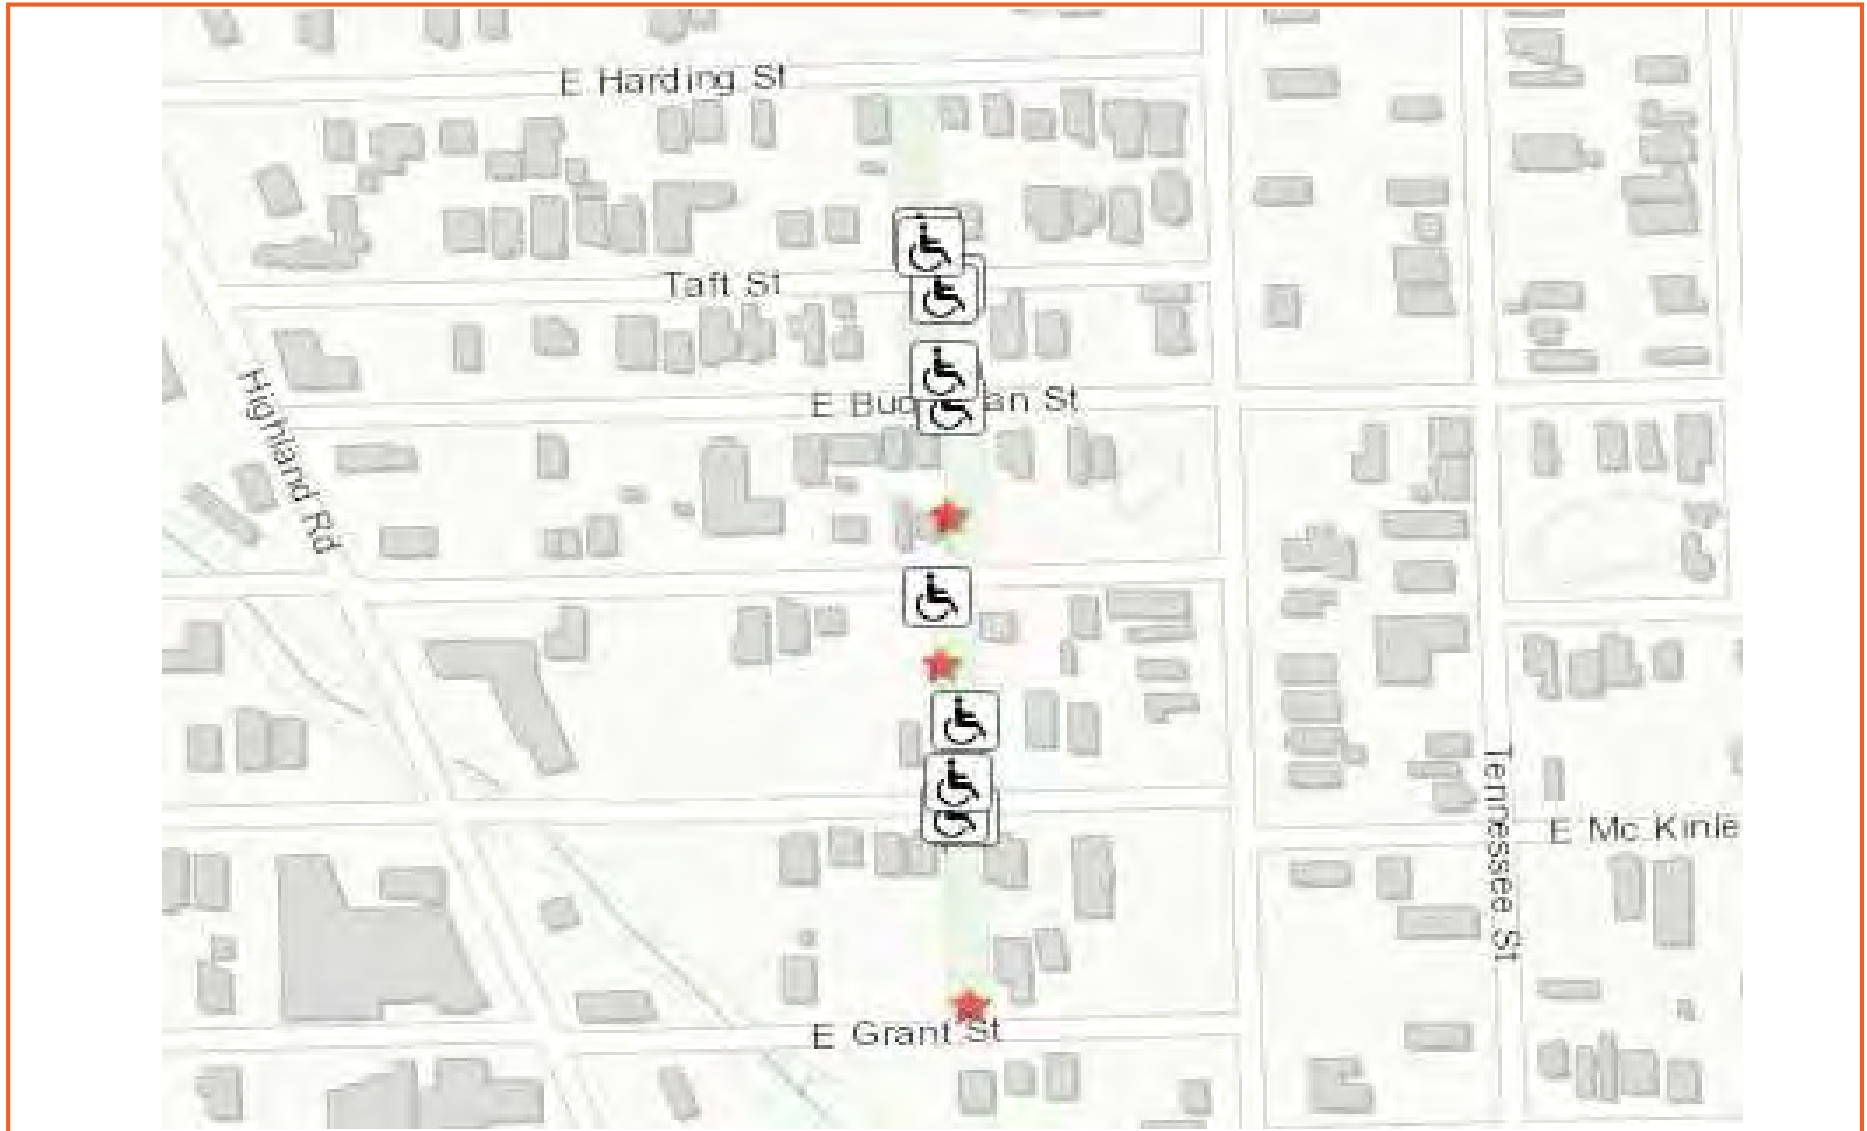 E Harding St
Taft St
E Buc an St
Highland Rd
Tennessee St
E Mc Kinle
E Grant St